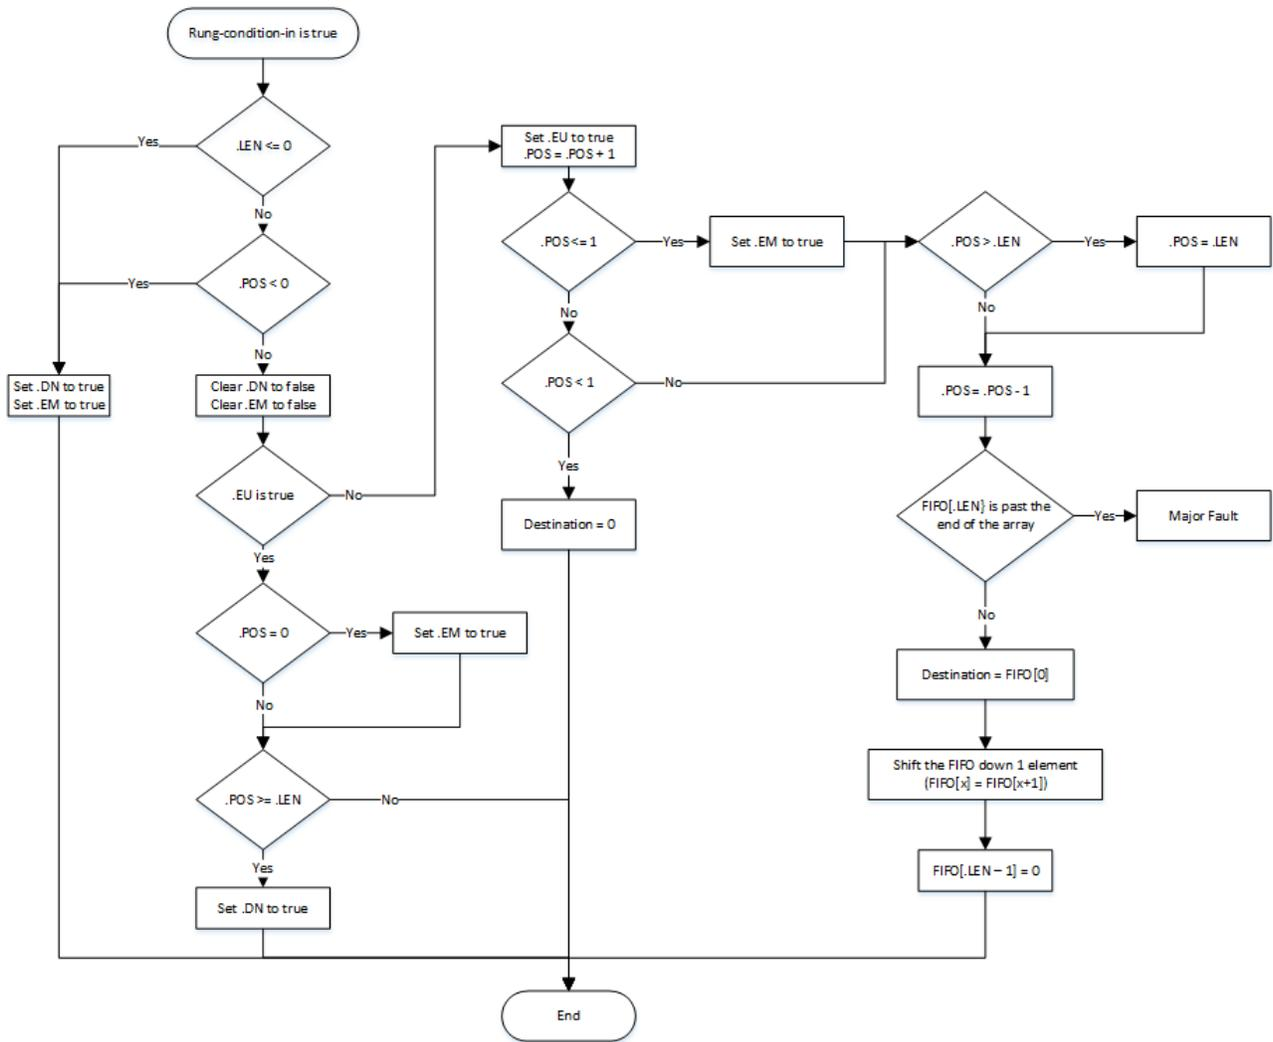 Rung-condition-in is true
.LEN <= 0
Yes
No
.POS < 0
Yes
No
Set .DN to true
Set .EM to true
Clear .DN to false
Clear .EM to false
.EU is true
No
Yes
.POS = 0
Yes
Set .EM to true
No
.POS >= .LEN
No
Yes
Set .DN to true
Set .EU to true
.POS = .POS + 1
.POS<= 1
Yes
Set .EM to true
No
.POS < 1
No
Yes
Destination = 0
.POS > .LEN
Yes
.POS = .LEN
No
.POS= .POS - 1
FIFO[.LEN} is past the
end of the array
Yes
Major Fault
No
Destination = FIFO[0]
Shift the FIFO down 1 element
(FIFO[x] = FIFO[x+1])
FIFO[.LEN – 1] = 0
End